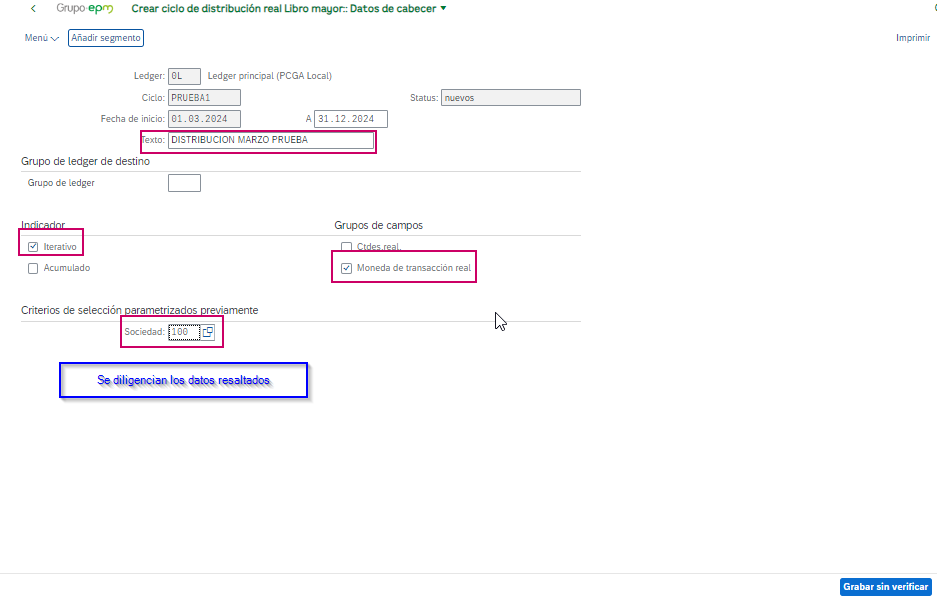 Grupo·epm Crear ciclo de distribución real Libro mayor:: Datos de cabecer
Menú Añadir segmento Imprimir
Ledger: 0L Ledger principal (PCGA Local)
Ciclo: PRUEBA1 Status: nuevos
Fecha de inicio: 01.03.2024 A 31.12.2024
Texto: DISTRIBUCION MARZO PRUEBA
Grupo de ledger de destino
Grupo de ledger
Indicador Grupos de campos
Iterativo Ctdes.real.
Acumulado Moneda de transacción real
Criterios de selección parametrizados previamente
Sociedad: 100
Se diligencian los datos resaltados
Grabar sin verificar